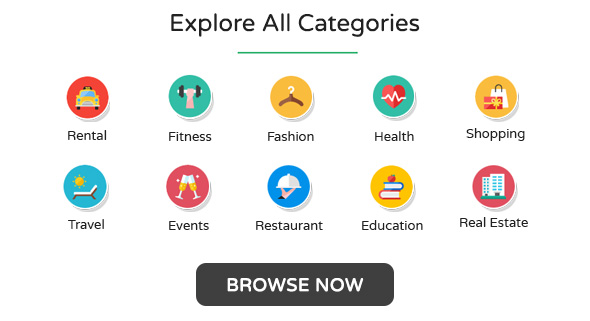 Explore All Categories
Rental Fitness Fashion Health Shopping
Travel Events Restaurant Education Real Estate
BROWSE NOW